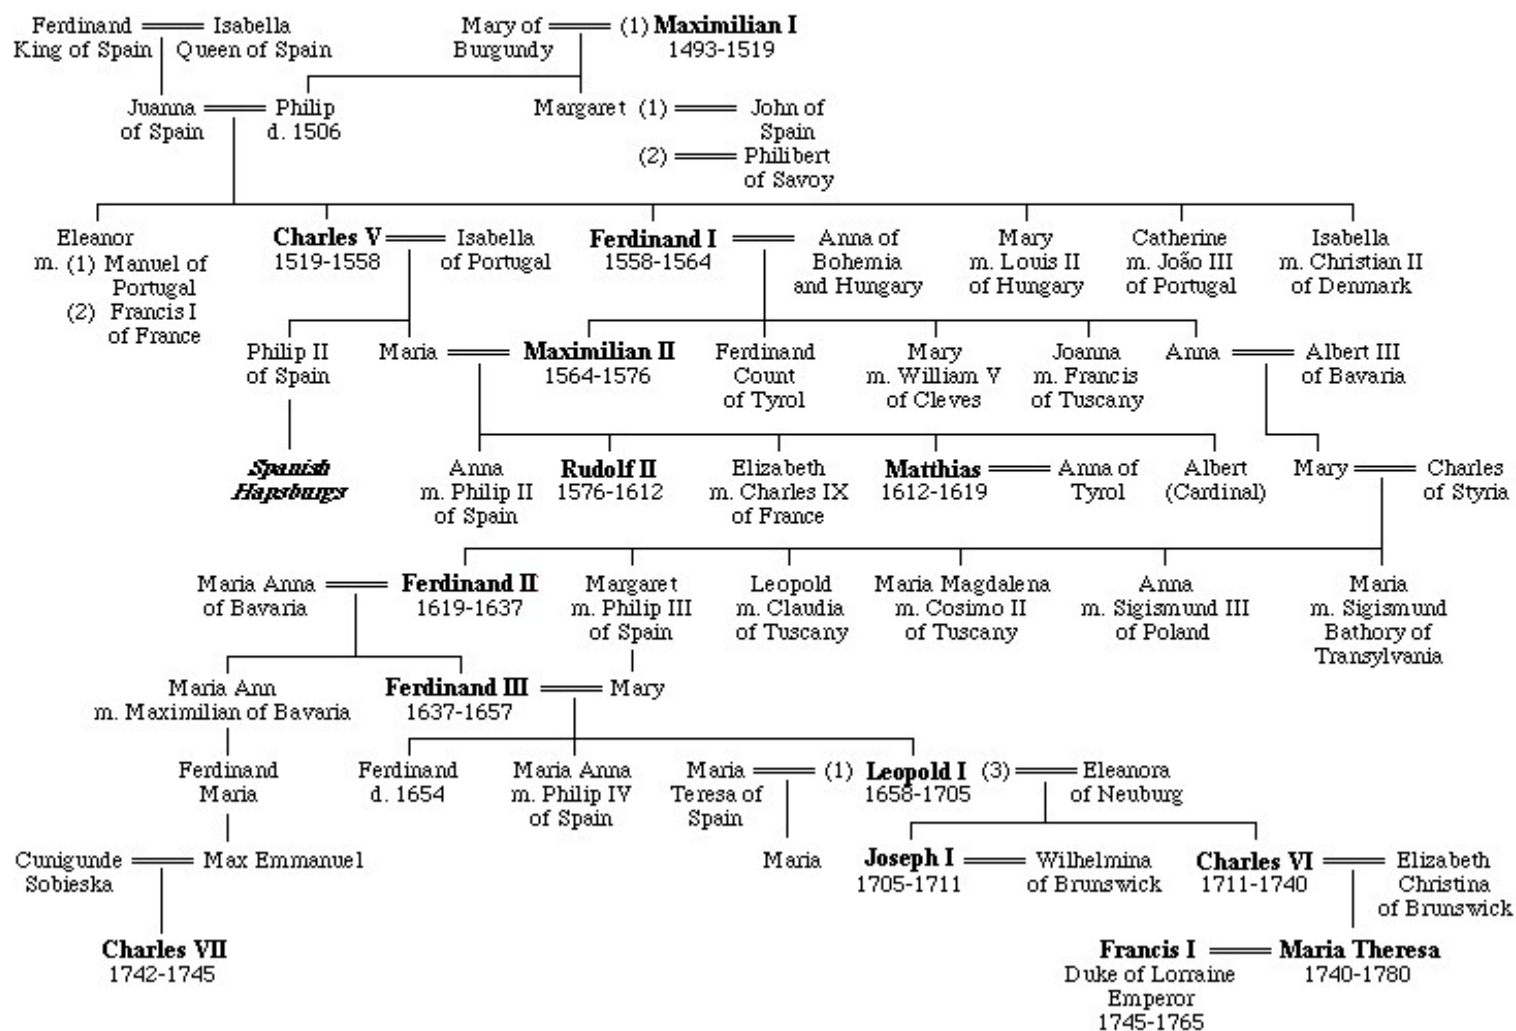 Ferdinand Isabella Mary of (1) Maximilian I
King of Spain Queen of Spain Burgundy 1493-1519
Juanna Philip Margaret (1) John of
of Spain d. 1506 Spain
(2) Philibert
of Savoy
Eleanor Charles V Isabella Ferdinand I Anna of Mary Catherine Isabella
m. (1) Manuel of 1519-1558 of Portugal 1558-1564 Bohemia m. Louis II m. João III m. Christian II
Portugal and Hungary of Hungary of Portugal of Denmark
(2) Francis I
of France
Philip II Maria Maximilian II Ferdinand Mary Joanna Anna Albert III
of Spain 1564-1576 Count m. William V m. Francis of Bavaria
of Tyrol of Cleves of Tuscany
Spanish Anna Rudolf II Elizabeth Matthias Anna of Albert Mary Charles
Hapsburgs m. Philip II 1576-1612 m. Charles IX 1612-1619 Tyrol (Cardinal) of Styria
of Spain of France
Maria Anna Ferdinand II Margaret Leopold Maria Magdalena Anna Maria
of Bavaria 1619-1637 m. Philip III m. Claudia m. Cosimo II m. Sigismund III m. Sigismund
of Spain of Tuscany of Tuscany of Poland Bathory of
Transylvania
Maria Ann Ferdinand III Mary
m. Maximilian of Bavaria 1637-1657
Ferdinand Ferdinand Maria Anna Maria (1) Leopold I (3) Eleanora
Maria d. 1654 m. Philip IV Teresa of 1658-1705 of Neuburg
of Spain Spain
Cunigunde Max Emmanuel Maria Joseph I Wilhelmina Charles VI Elizabeth
Sobieska 1705-1711 of Brunswick 1711-1740 Christina
of Brunswick
Charles VII Francis I Maria Theresa
1742-1745 Duke of Lorraine 1740-1780
Emperor
1745-1765